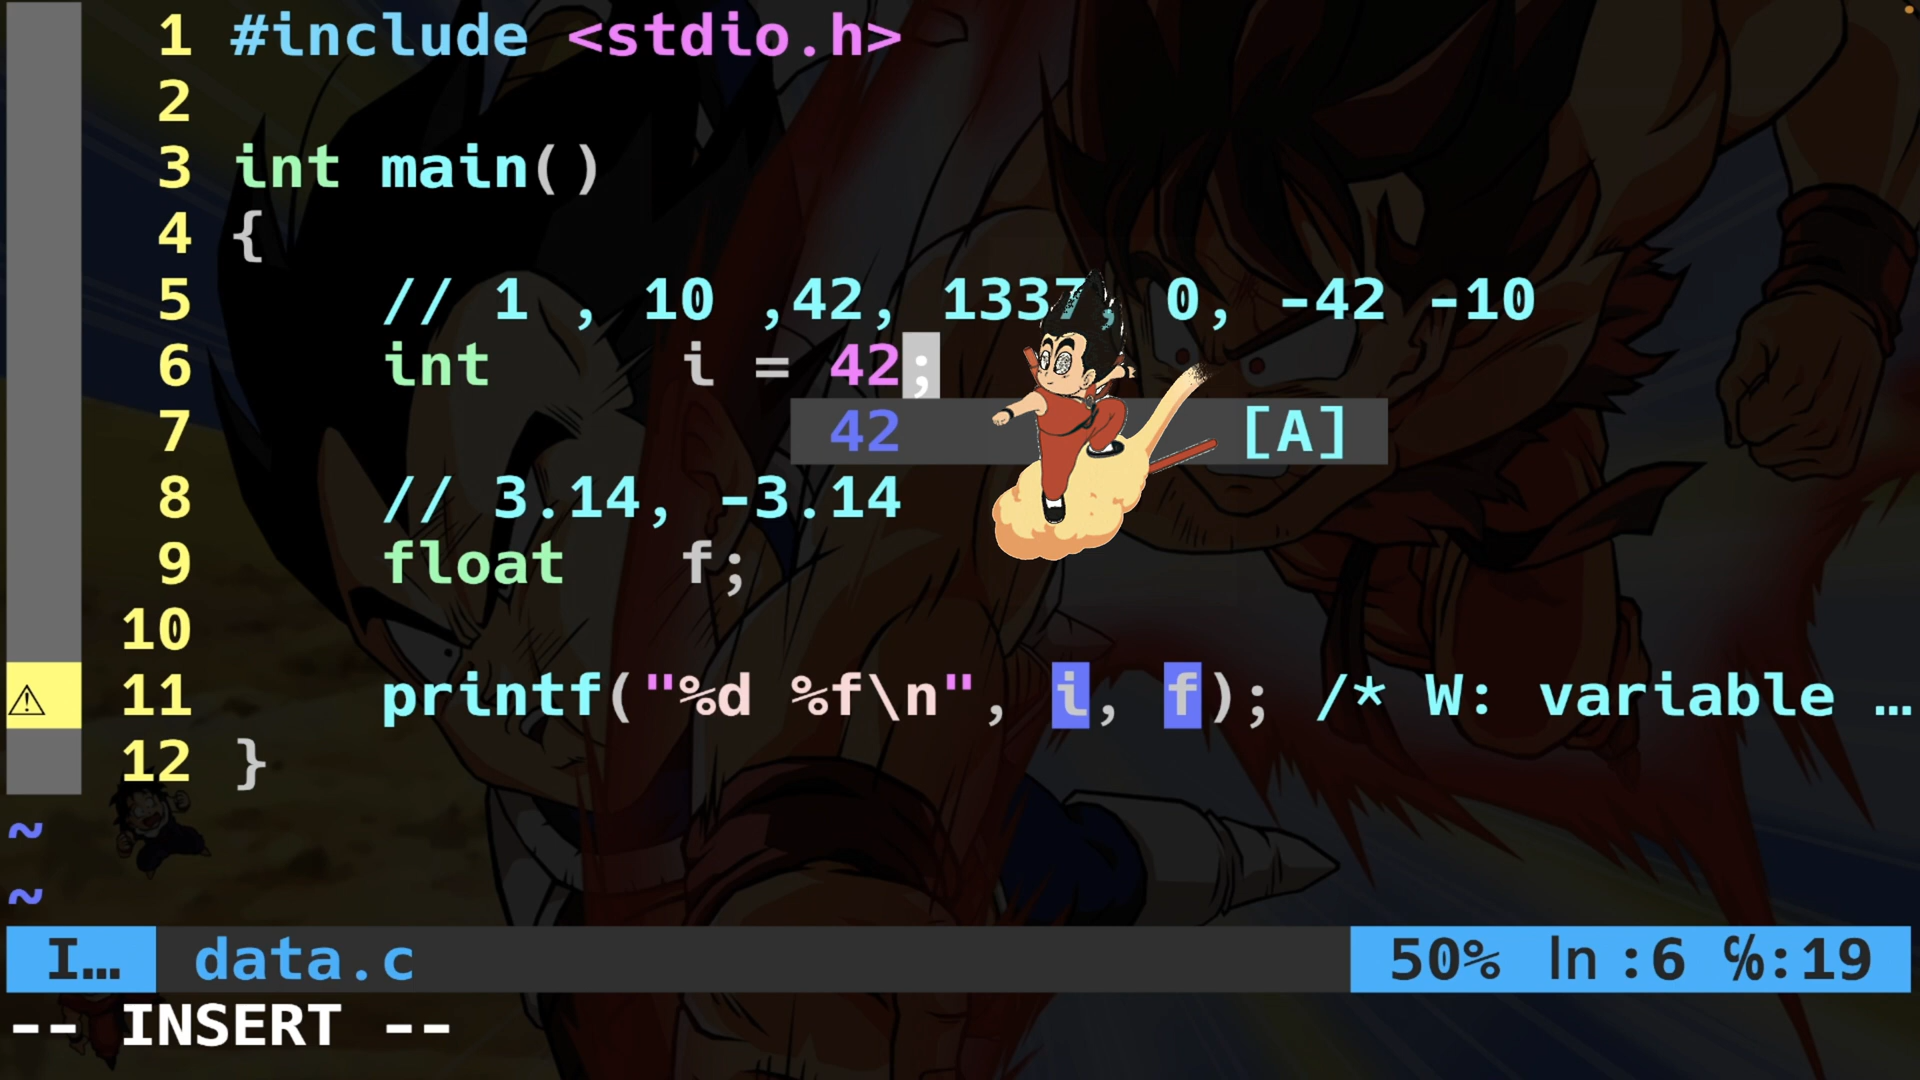 1 #include <stdio.h>
2
3 int main()
4 {
5 // 1 , 10 ,42, 1337, 0, -42 -10
6 int i = 42;
7 42 [A]
8 // 3.14, -3.14
9 float f;
10
11 printf("%d %f\n", i, f); /* W: variable …
12 }
~
~
I… data.c 50% ln :6 ℅:19
-- INSERT --